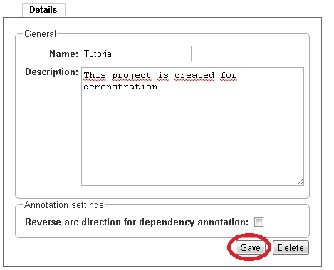 Details
General
Name: Tutorial
Description: This project is created for
demonstration
Annotation settings
Reverse arc direction for dependency annotation:
Save Delete